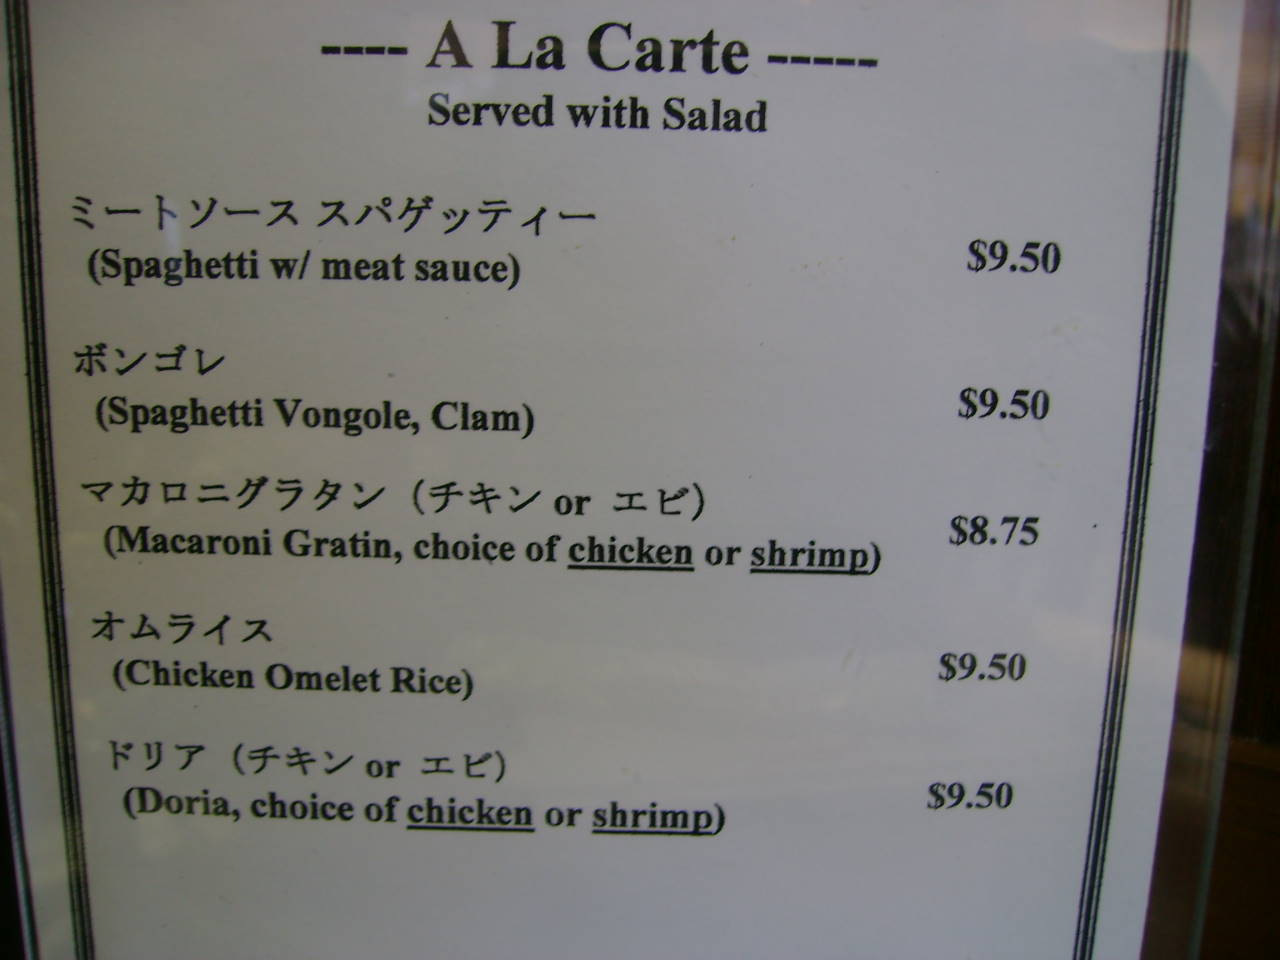 ---- A La Carte -----
Served with Salad
ミートソース スパゲッティー
(Spaghetti w/ meat sauce)
$9.50
ボンゴレ
(Spaghetti Vongole, Clam)
$9.50
マカロニグラタン（チキン or エビ）
(Macaroni Gratin, choice of chicken or shrimp)
$8.75
オムライス
(Chicken Omelet Rice)
$9.50
ドリア（チキン or エビ）
(Doria, choice of chicken or shrimp)
$9.50